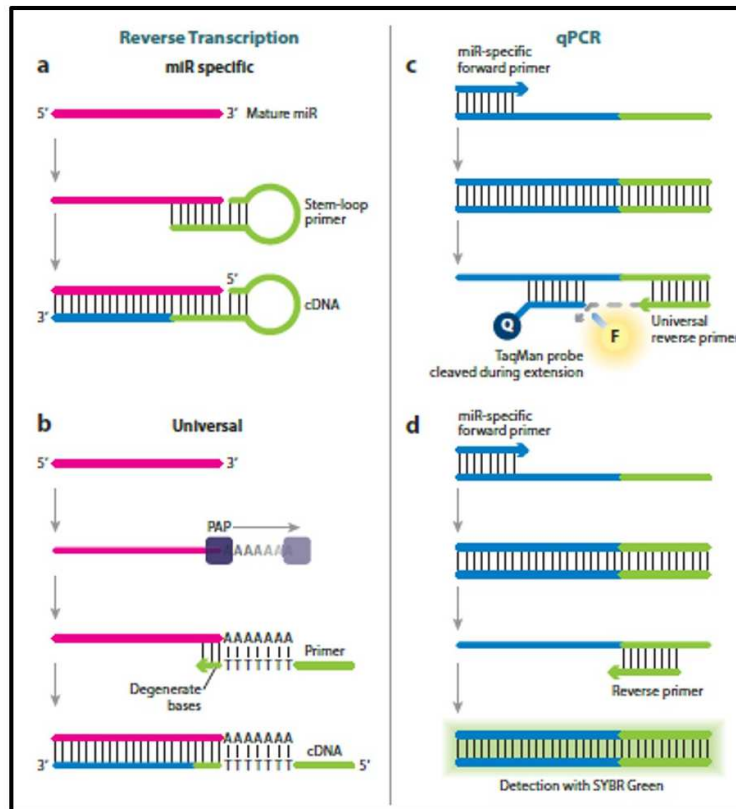 Reverse Transcription
a
miR specific
5' 3' Mature miR
Stem-loop
primer
5'
cDNA
3'
b
Universal
5' 3'
PAP
AAAAAAA
AAAAAAA
Primer
TTTTTTT
Degenerate
bases
AAAAAAA
cDNA
3' TTTTTTT 5'
qPCR
c
miR-specific
forward primer
Q
F
TaqMan probe
cleaved during extension
Universal
reverse primer
d
miR-specific
forward primer
Reverse primer
Detection with SYBR Green